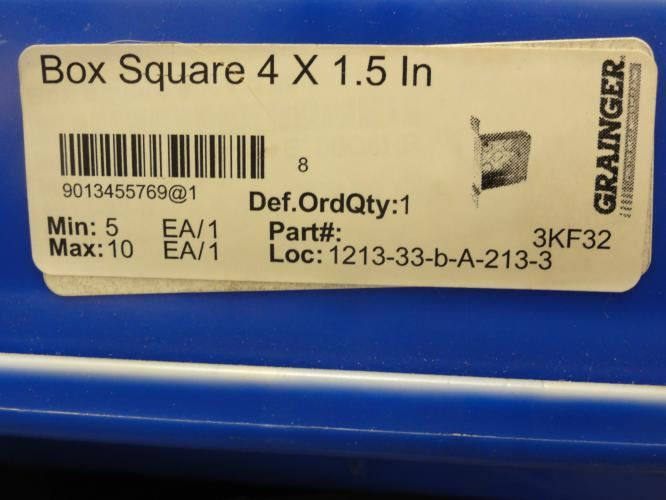 Box Square 4 X 1.5 In
8
9013455769@1
Def.OrdQty:1
Min: 5 EA/1 Part#: 3KF32
Max:10 EA/1 Loc: 1213-33-b-A-213-3
GRAINGER